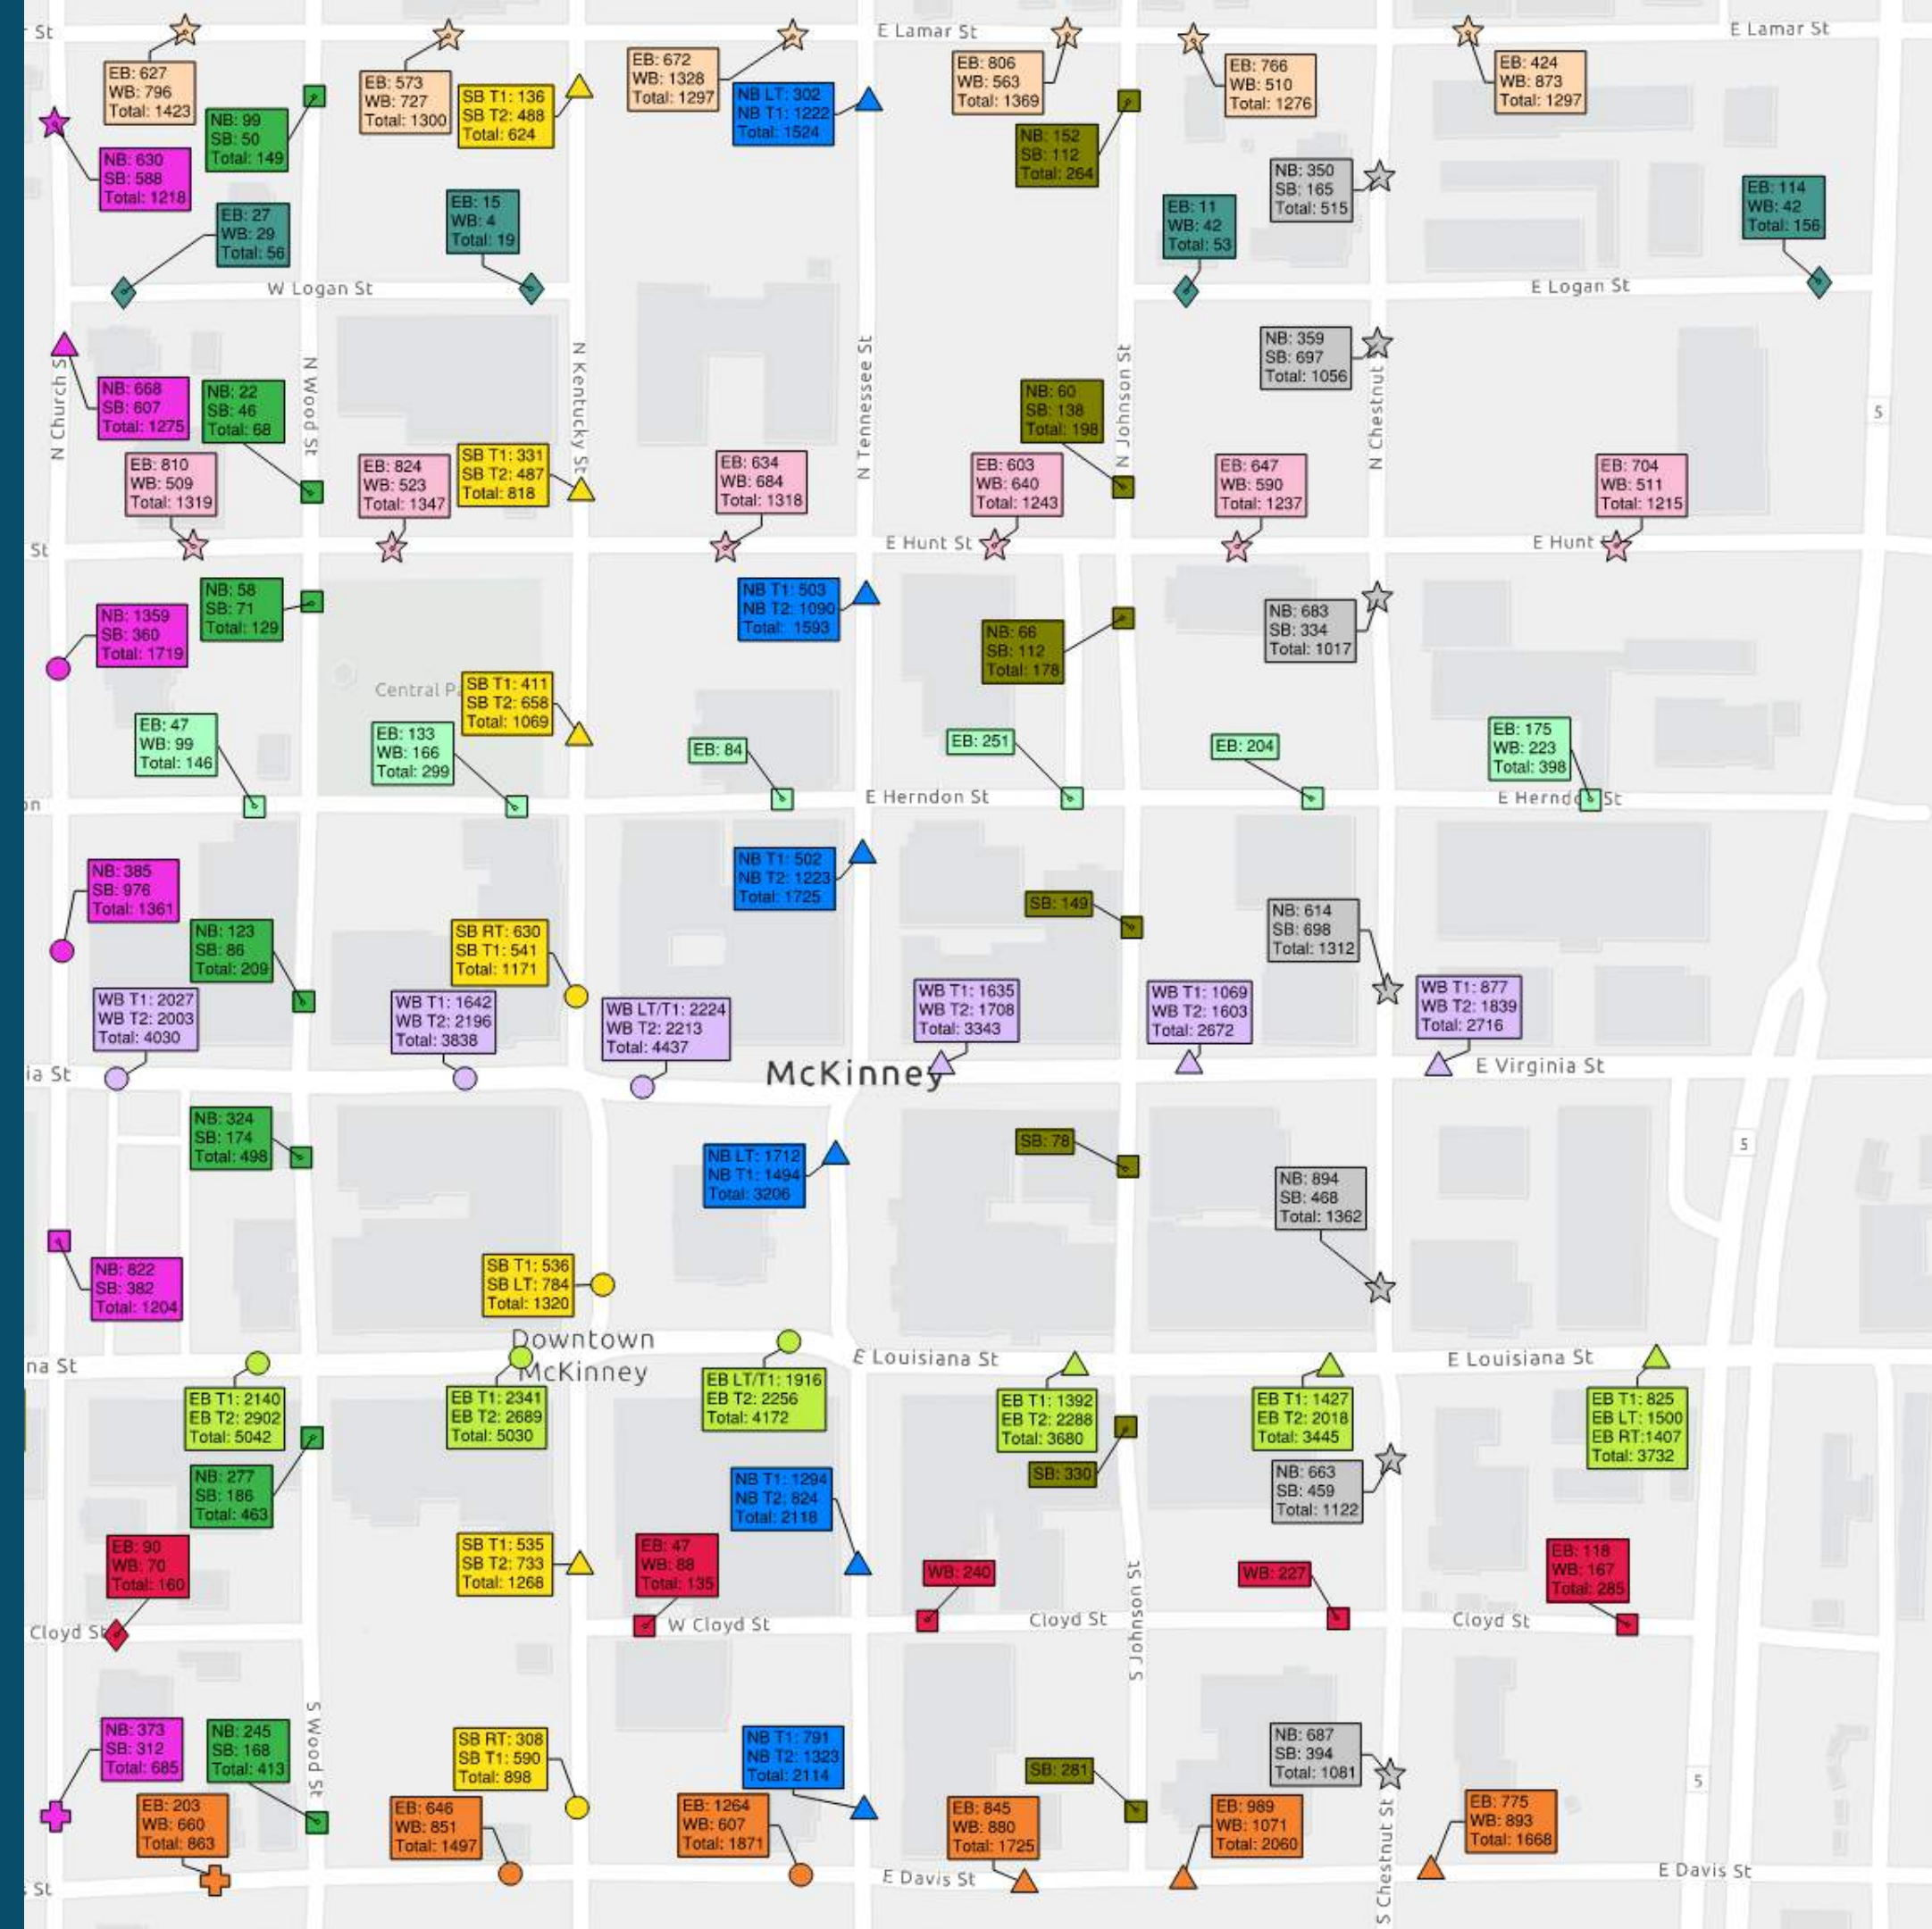 St
E Lamar St
E Lamar St
EB: 627
WB: 796
Total: 1423
EB: 573
WB: 727
Total: 1300
EB: 672
WB: 1328
Total: 1297
EB: 806
WB: 563
Total: 1369
EB: 766
WB: 510
Total: 1276
EB: 424
WB: 873
Total: 1297
NB: 99
SB: 50
Total: 149
SB T1: 136
SB T2: 488
Total: 624
NB LT: 302
NB T1: 1222
Total: 1524
NB: 152
SB: 112
Total: 264
NB: 630
SB: 588
Total: 1218
NB: 350
SB: 165
Total: 515
EB: 27
WB: 29
Total: 56
EB: 15
WB: 4
Total: 19
EB: 11
WB: 42
Total: 53
EB: 114
WB: 42
Total: 156
W Logan St
E Logan St
NB: 359
SB: 697
Total: 1056
N Church S
N Wood St
N Kentucky St
N Tennessee St
N Johnson St
N Chestnut
5
NB: 668
SB: 607
Total: 1275
NB: 22
SB: 46
Total: 68
NB: 60
SB: 138
Total: 198
EB: 810
WB: 509
Total: 1319
EB: 824
WB: 523
Total: 1347
SB T1: 331
SB T2: 487
Total: 818
EB: 634
WB: 684
Total: 1318
EB: 603
WB: 640
Total: 1243
EB: 647
WB: 590
Total: 1237
EB: 704
WB: 511
Total: 1215
St
E Hunt St
E Hunt
NB: 1359
SB: 360
Total: 1719
NB: 58
SB: 71
Total: 129
NB T1: 503
NB T2: 1090
Total: 1593
NB: 66
SB: 112
Total: 178
NB: 683
SB: 334
Total: 1017
Central Pa
SB T1: 411
SB T2: 658
Total: 1069
EB: 47
WB: 99
Total: 146
EB: 133
WB: 166
Total: 299
EB: 84
EB: 251
EB: 204
EB: 175
WB: 223
Total: 398
on
E Herndon St
E Herndo St
NB: 385
SB: 976
Total: 1361
NB T1: 502
NB T2: 1223
Total: 1725
SB: 149
NB: 614
SB: 698
Total: 1312
NB: 123
SB: 86
Total: 209
SB RT: 630
SB T1: 541
Total: 1171
WB T1: 2027
WB T2: 2003
Total: 4030
WB T1: 1642
WB T2: 2196
Total: 3838
WB LT/T1: 2224
WB T2: 2213
Total: 4437
WB T1: 1635
WB T2: 1708
Total: 3343
WB T1: 1069
WB T2: 1603
Total: 2672
WB T1: 877
WB T2: 1839
Total: 2716
ia St
McKinney
E Virginia St
NB: 324
SB: 174
Total: 498
NB LT: 1712
NB T1: 1494
Total: 3206
SB: 78
5
NB: 894
SB: 468
Total: 1362
NB: 822
SB: 382
Total: 1204
SB T1: 536
SB LT: 784
Total: 1320
Downtown
McKinney
na St
E Louisiana St
E Louisiana St
EB T1: 2140
EB T2: 2902
Total: 5042
EB T1: 2341
EB T2: 2689
Total: 5030
EB LT/T1: 1916
EB T2: 2256
Total: 4172
EB T1: 1392
EB T2: 2288
Total: 3680
EB T1: 1427
EB T2: 2018
Total: 3445
EB T1: 825
EB LT: 1500
EB RT:1407
Total: 3732
NB: 277
SB: 186
Total: 463
NB T1: 1294
NB T2: 824
Total: 2118
SB: 330
NB: 663
SB: 459
Total: 1122
EB: 90
WB: 70
Total: 160
SB T1: 535
SB T2: 733
Total: 1268
EB: 47
WB: 88
Total: 135
WB: 240
WB: 227
EB: 118
WB: 167
Total: 285
Cloyd St
W Cloyd St
Cloyd St
Cloyd St
S Johnson St
S Wood St
NB: 373
SB: 312
Total: 685
NB: 245
SB: 168
Total: 413
SB RT: 308
SB T1: 590
Total: 898
NB T1: 791
NB T2: 1323
Total: 2114
SB: 281
NB: 687
SB: 394
Total: 1081
5
EB: 203
WB: 660
Total: 863
EB: 646
WB: 851
Total: 1497
EB: 1264
WB: 607
Total: 1871
EB: 845
WB: 880
Total: 1725
EB: 989
WB: 1071
Total: 2060
EB: 775
WB: 893
Total: 1668
S Chestnut St
St
E Davis St
E Davis St